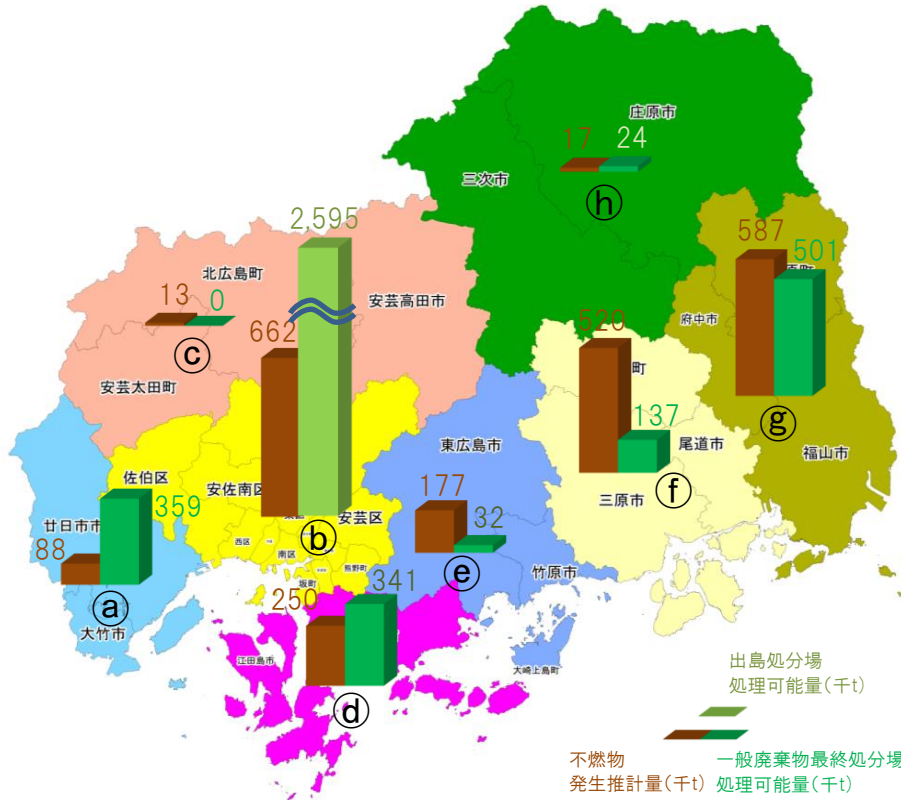 庄原市
17
24
三次市
ⓗ
2,595
587
501
北広島町
安芸高田市
13
0
府中市
662
520
ⓒ
町
安芸太田町
137
東広島市
尾道市
ⓖ
佐伯区
福山市
安佐南区
177
ⓕ
359
安芸区
三原市
廿日市市
ⓑ
西区
32
88
南区
熊野町
ⓔ
竹原市
坂町
341
ⓐ
250
大竹市
江田島市
大崎上島町
出島処分場
処理可能量(千t)
ⓓ
不燃物
発生推計量(千t)
一般廃棄物最終処分場
処理可能量(千t)